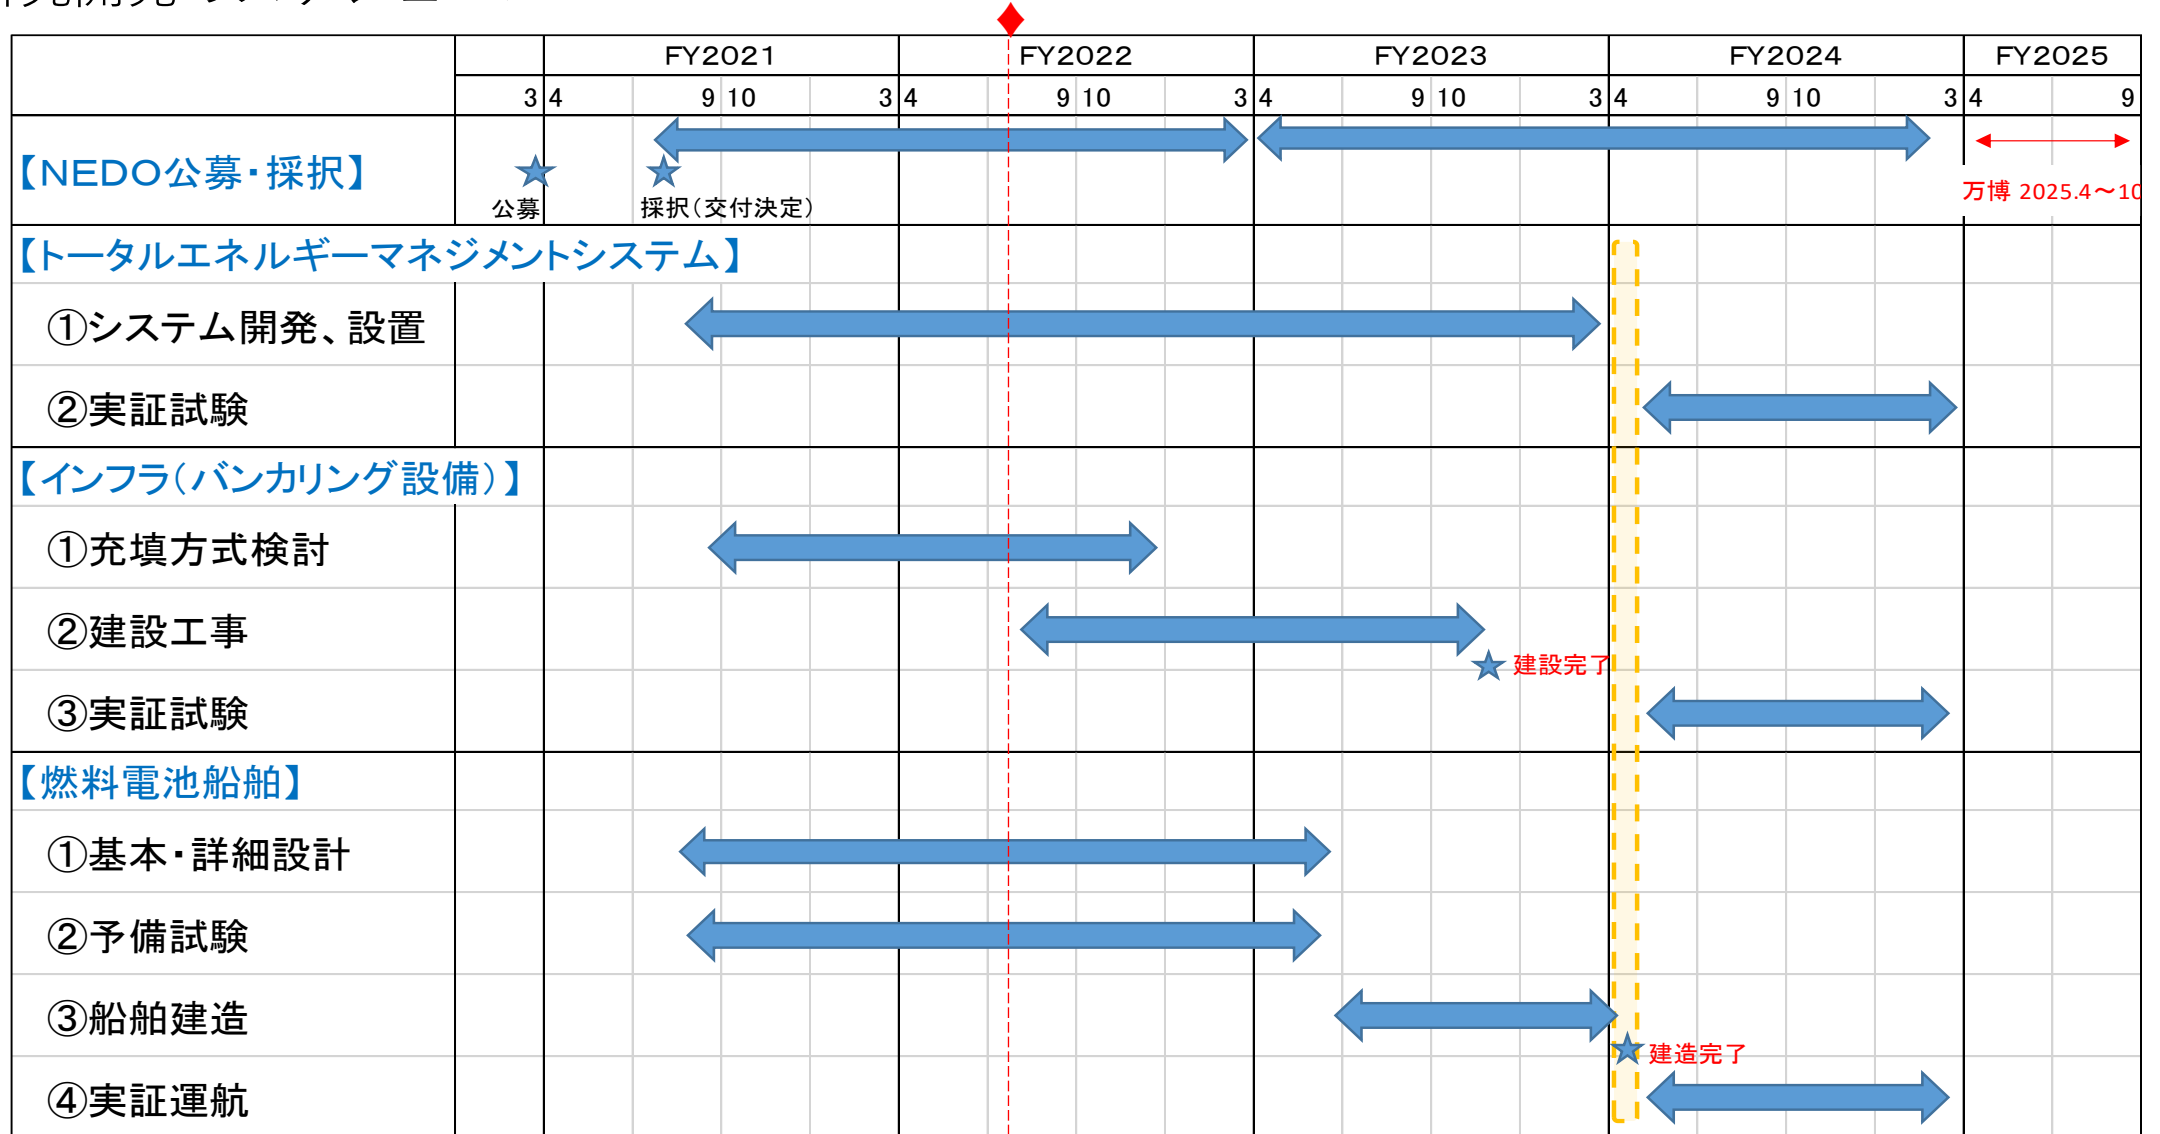 FY2021 FY2022 FY2023 FY2024 FY2025
3 4 9 10 3 4 9 10 3 4 9 10 3 4 9 10 3 4 9
【NEDO公募・採択】
公募 採択(交付決定)
万博 2025.4～10
【トータルエネルギーマネジメントシステム】
①システム開発、設置
②実証試験
【インフラ(バンカリング設備)】
①充填方式検討
②建設工事
建設完了
③実証試験
【燃料電池船舶】
①基本・詳細設計
②予備試験
③船舶建造
建造完了
④実証運航